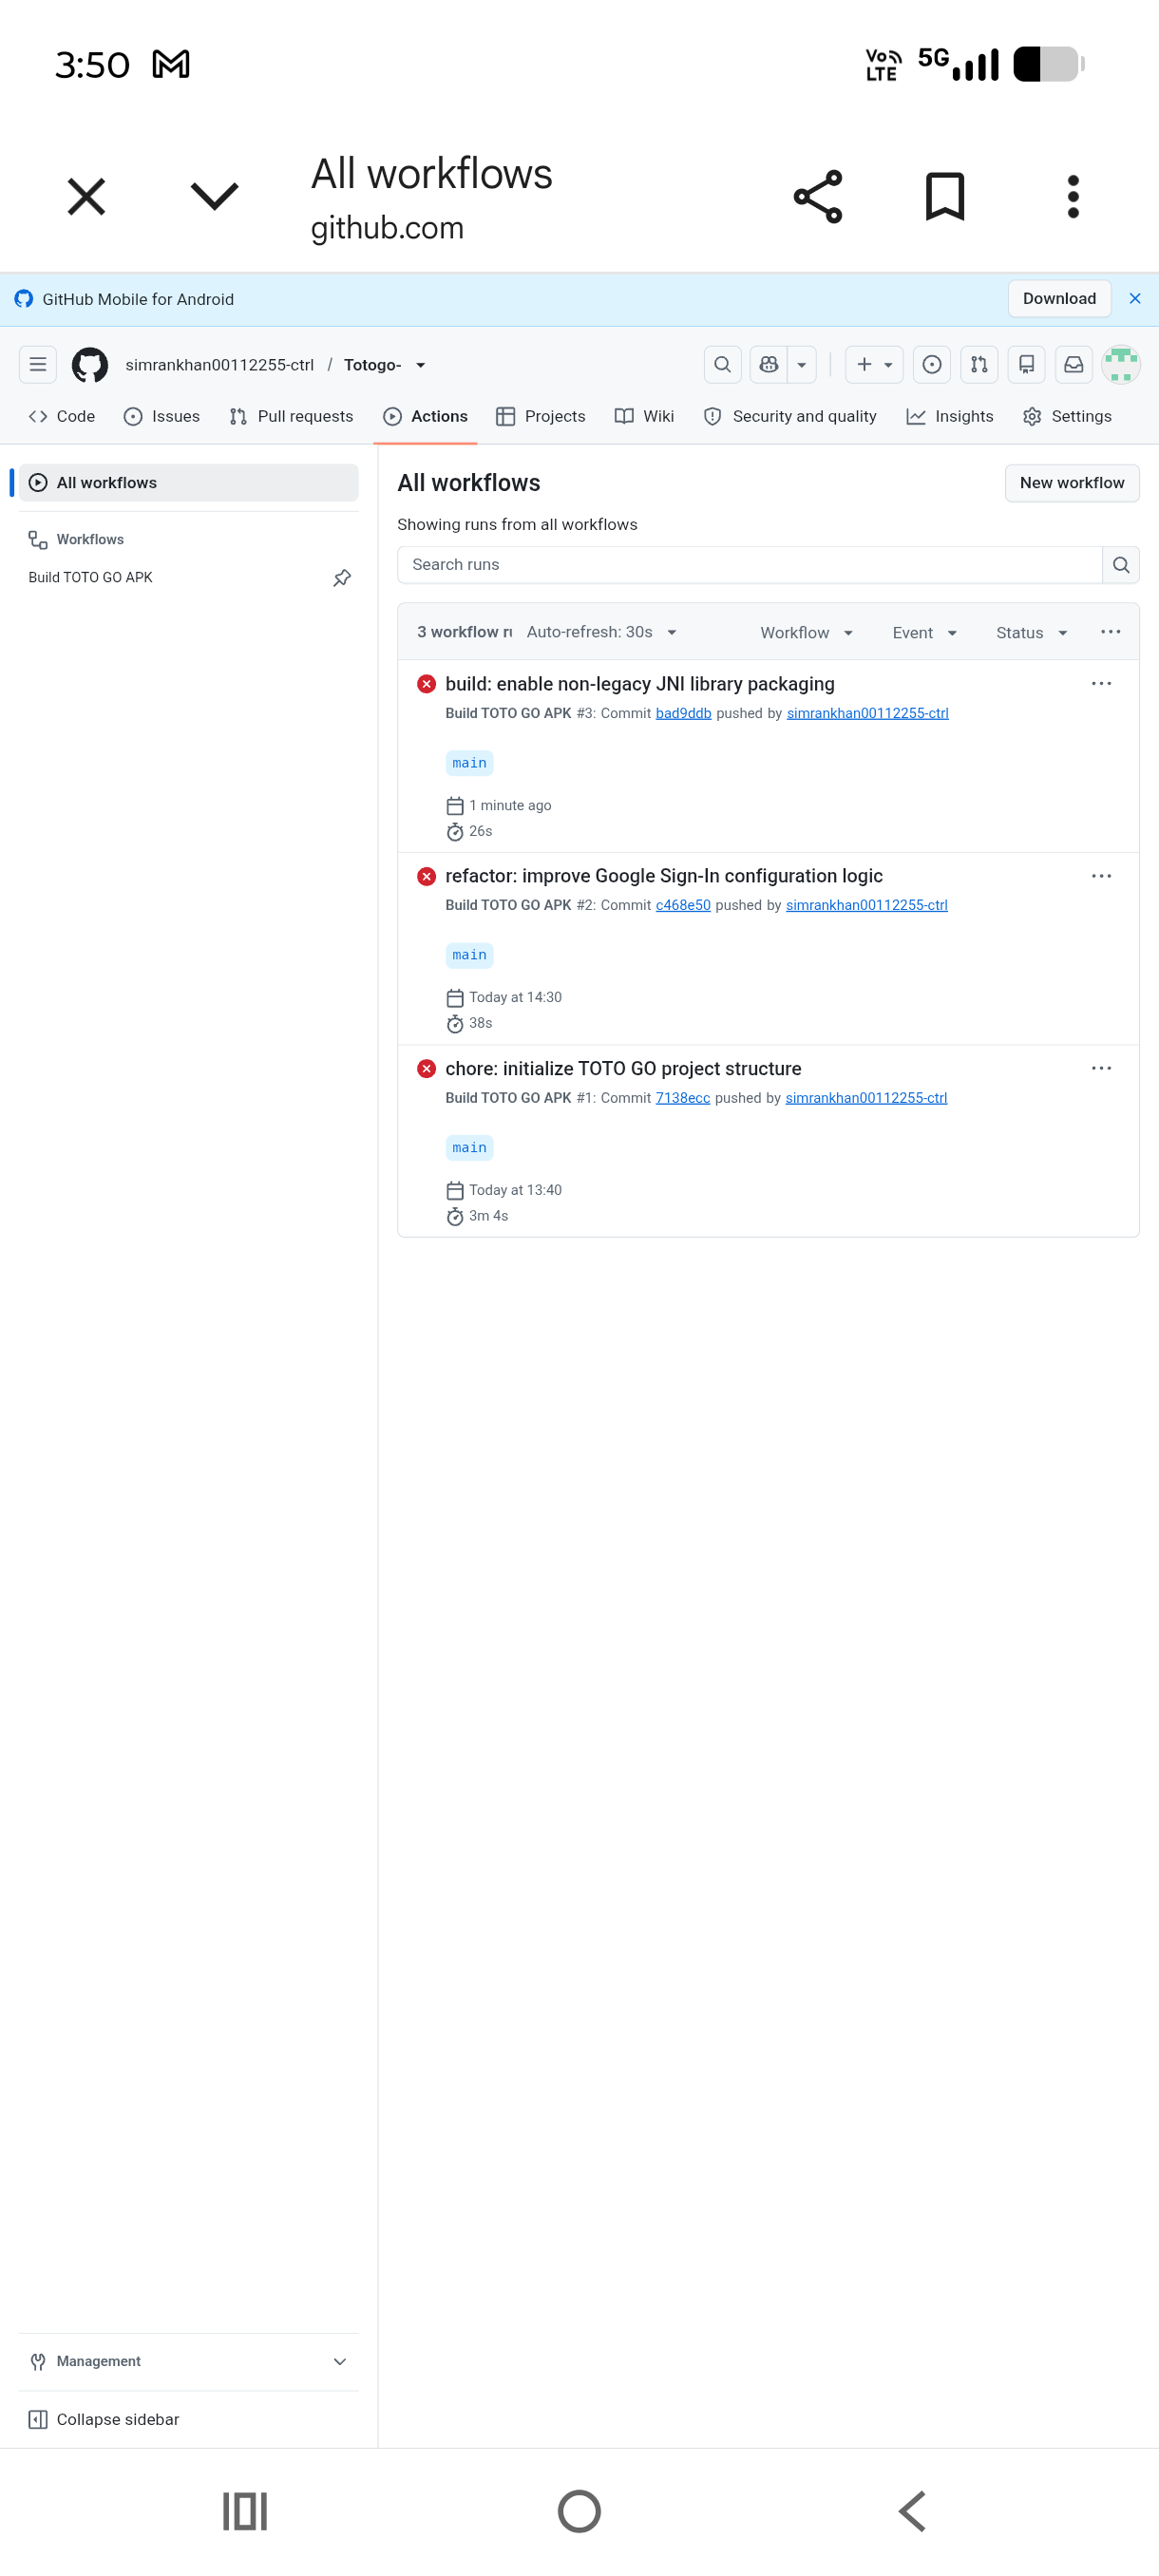 3:50
Vo LTE 5G
All workflows
github.com
GitHub Mobile for Android
Download
simrankhan00112255-ctrl / Totogo-
Code
Issues
Pull requests
Actions
Projects
Wiki
Security and quality
Insights
Settings
All workflows
Workflows
Build TOTO GO APK
All workflows
New workflow
Showing runs from all workflows
Search runs
3 workflow ru
Auto-refresh: 30s
Workflow
Event
Status
build: enable non-legacy JNI library packaging
Build TOTO GO APK #3: Commit bad9ddb pushed by simrankhan00112255-ctrl
main
1 minute ago
26s
refactor: improve Google Sign-In configuration logic
Build TOTO GO APK #2: Commit c468e50 pushed by simrankhan00112255-ctrl
main
Today at 14:30
38s
chore: initialize TOTO GO project structure
Build TOTO GO APK #1: Commit 7138ecc pushed by simrankhan00112255-ctrl
main
Today at 13:40
3m 4s
Management
Collapse sidebar